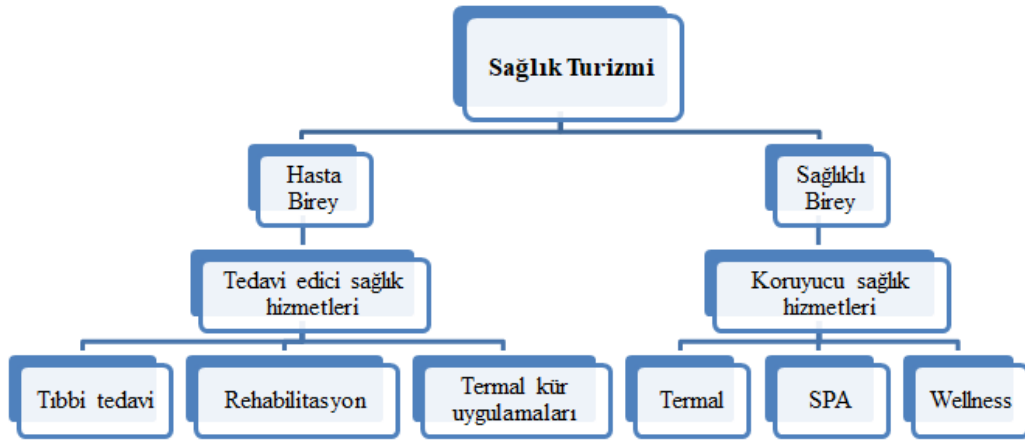 Sağlık Turizmi
Hasta
Birey
Sağlıklı
Birey
Tedavi edici sağlık
hizmetleri
Koruyucu sağlık
hizmetleri
Tıbbi tedavi
Rehabilitasyon
Termal kür
uygulamaları
Termal
SPA
Wellness